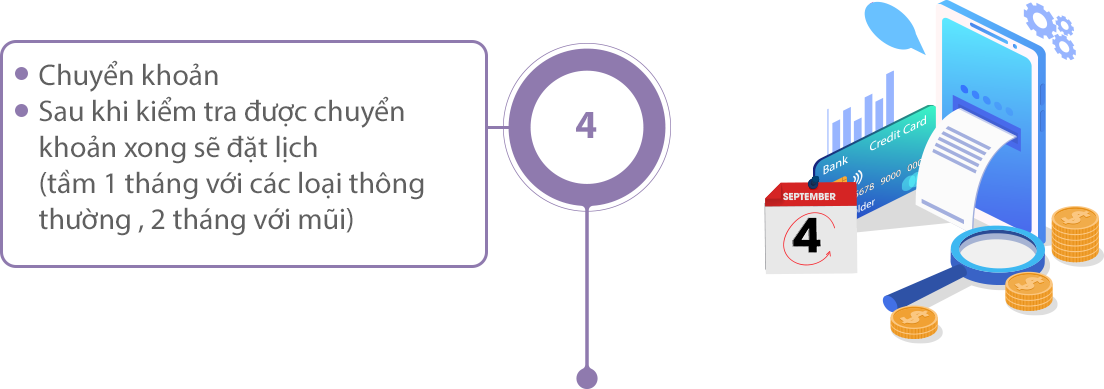 Chuyển khoản
Sau khi kiểm tra được chuyển
khoản xong sẽ đặt lịch
(tầm 1 tháng với các loại thông
thường , 2 tháng với mũi)
4
Bank
Credit Card
5678 9000 000
lder
SEPTEMBER
4